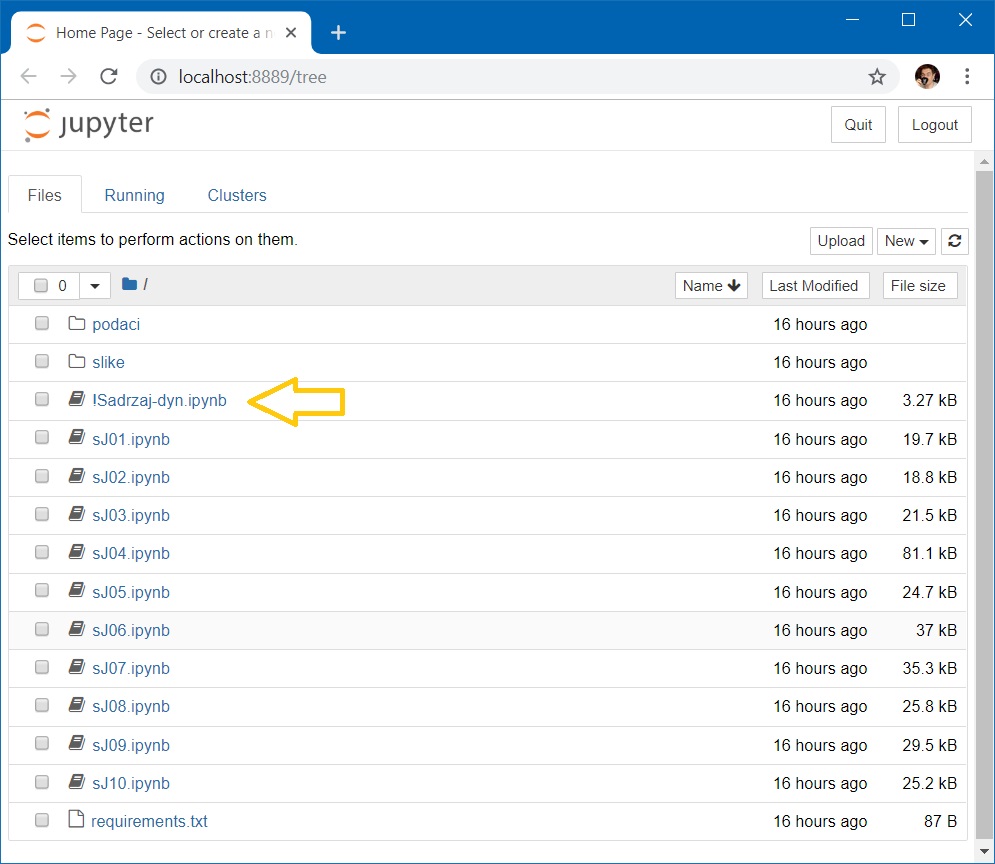 Home Page - Select or create a n
localhost:8889/tree
jupyter
Quit Logout
Files Running Clusters
Select items to perform actions on them.
Upload New
0 / Name Last Modified File size
podaci 16 hours ago
slike 16 hours ago
!Sadrzaj-dyn.ipynb 16 hours ago 3.27 kB
sJ01.ipynb 16 hours ago 19.7 kB
sJ02.ipynb 16 hours ago 18.8 kB
sJ03.ipynb 16 hours ago 21.5 kB
sJ04.ipynb 16 hours ago 81.1 kB
sJ05.ipynb 16 hours ago 24.7 kB
sJ06.ipynb 16 hours ago 37 kB
sJ07.ipynb 16 hours ago 35.3 kB
sJ08.ipynb 16 hours ago 25.8 kB
sJ09.ipynb 16 hours ago 29.5 kB
sJ10.ipynb 16 hours ago 25.2 kB
requirements.txt 16 hours ago 87 B